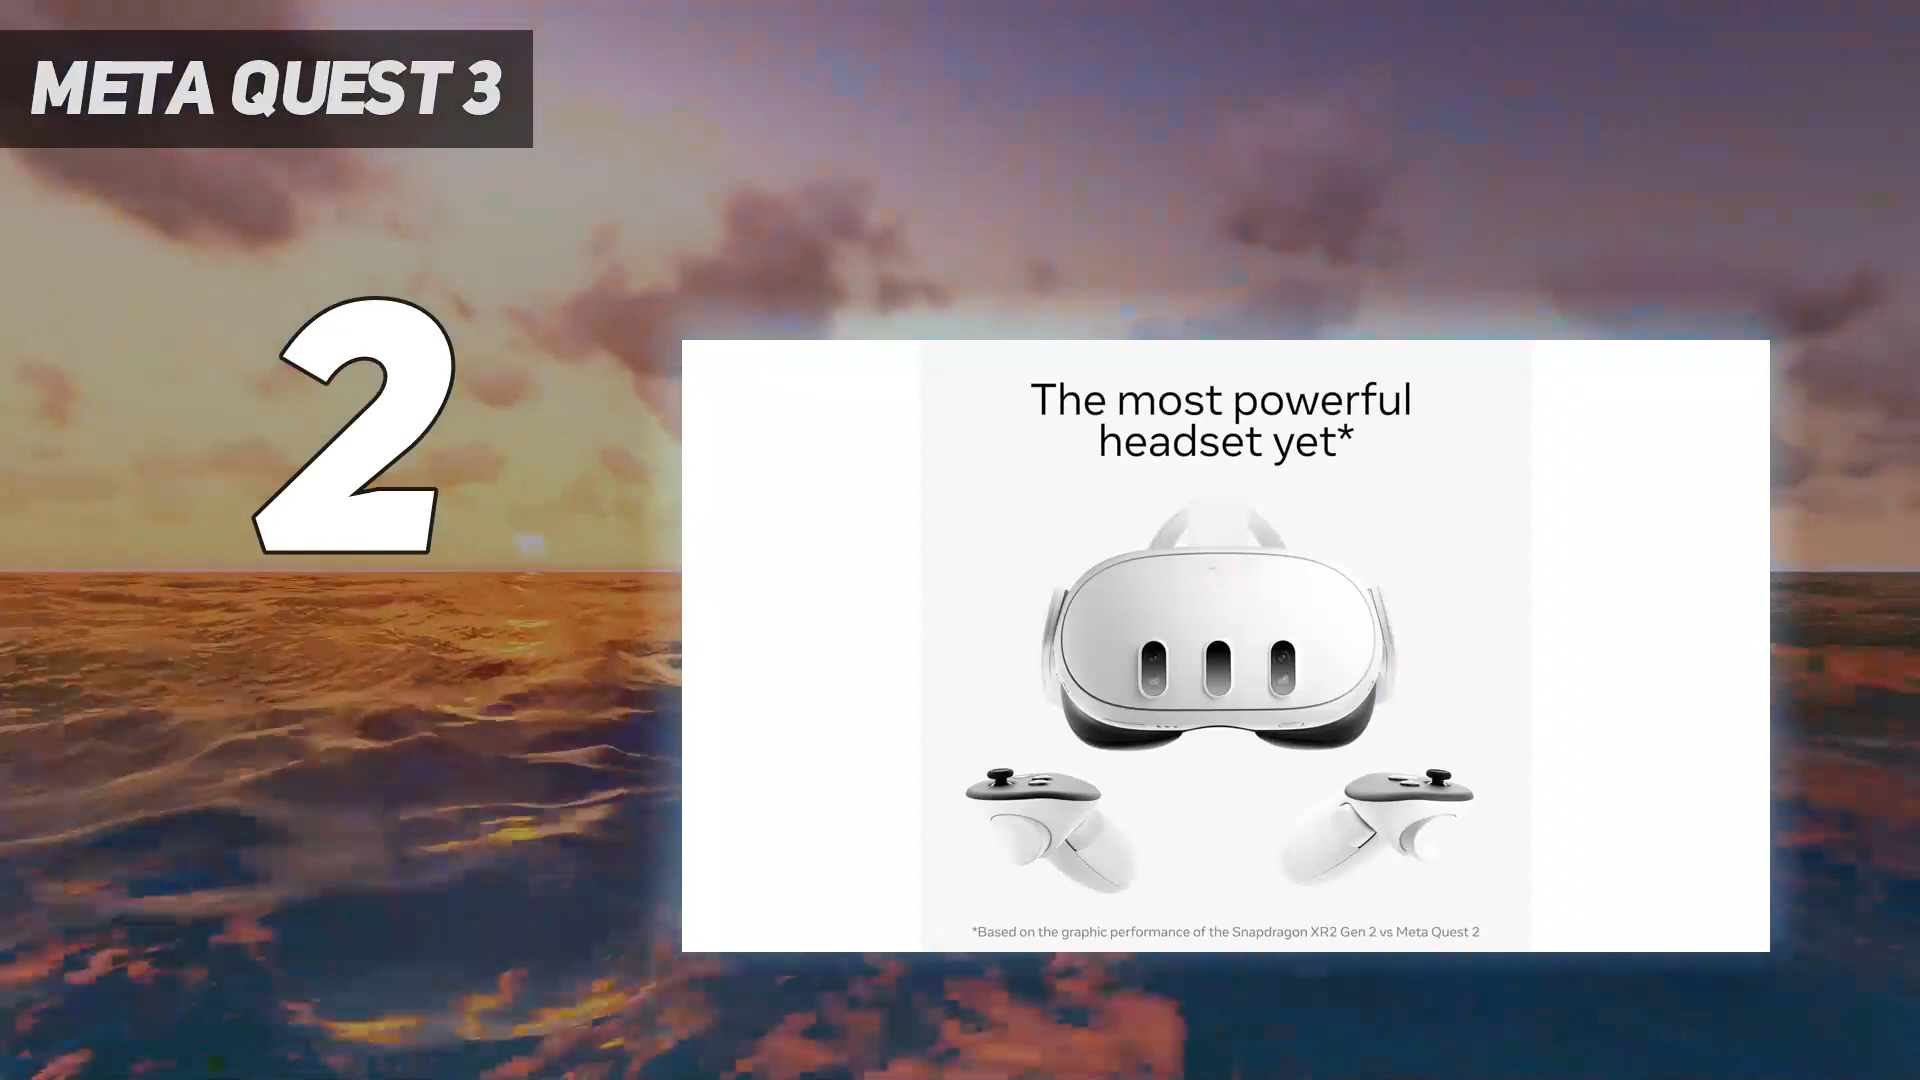 META QUEST 3
2
The most powerful
headset yet*
*Based on the graphic performance of the Snapdragon XR2 Gen 2 vs Meta Quest 2